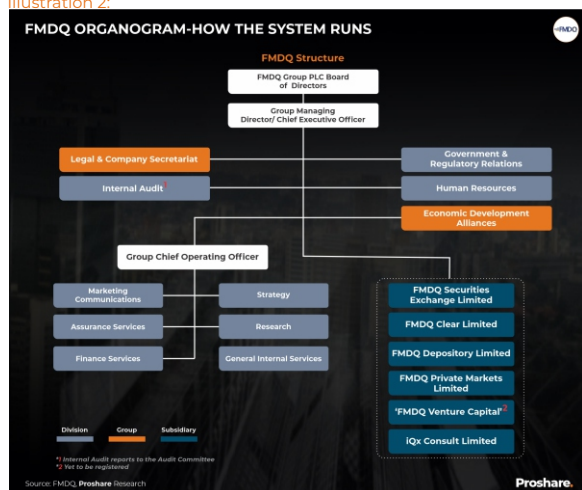 Illustration 2:
FMDQ ORGANOGRAM-HOW THE SYSTEM RUNS
FMDQ
FMDQ Structure
FMDQ Group PLC Board
of Directors
Group Managing
Director/ Chief Executive Officer
Legal & Company Secretariat
Government &
Regulatory Relations
Internal Audit*1
Human Resources
Economic Development
Alliances
Group Chief Operating Officer
Marketing
Communications
Strategy
Assurance Services
Research
Finance Services
General Internal Services
FMDQ Securities
Exchange Limited
FMDQ Clear Limited
FMDQ Depository Limited
FMDQ Private Markets
Limited
'FMDQ Venture Capital'*2
iQx Consult Limited
Division
Group
Subsidiary
*1 Internal Audit reports to the Audit Committee
*2 Yet to be registered
Source: FMDQ, Proshare Research
Proshare.